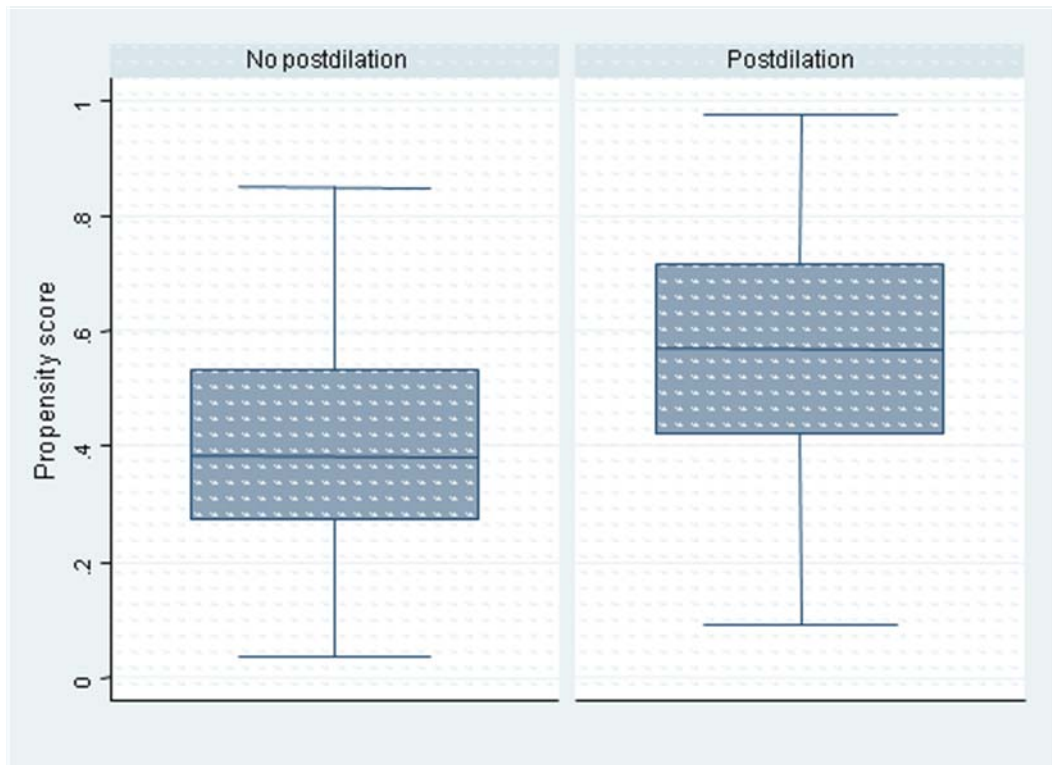 No postdilation
Postdilation
Propensity score
1
.8
.6
.4
.2
0